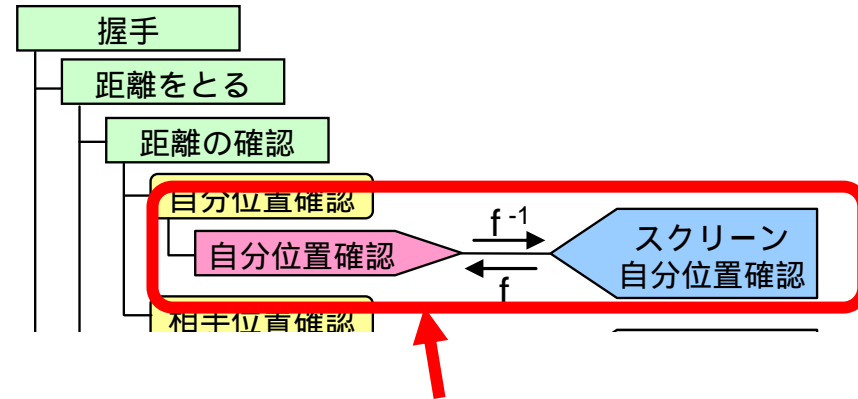 握手
距離をとる
距離の確認
自分位置確認
f -1
スクリーン
自分位置確認
自分位置確認
f
相手位置確認